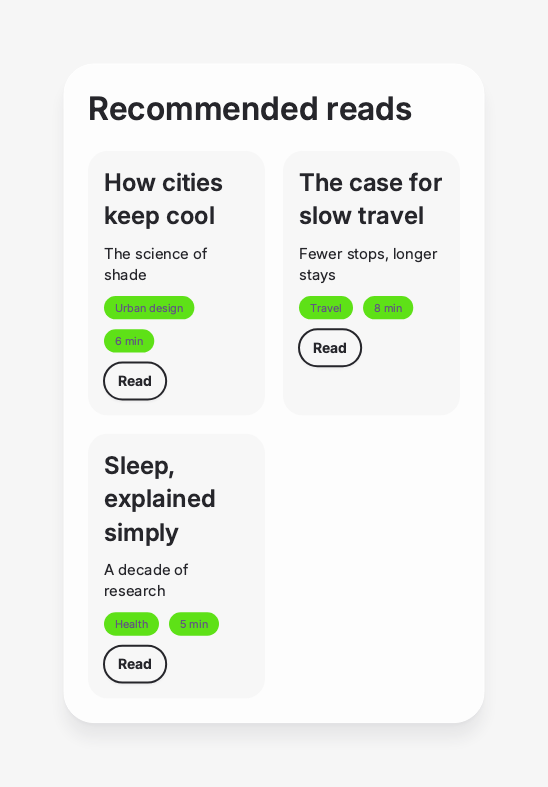 Recommended reads
How cities
keep cool
The science of
shade
Urban design
6 min
Read
The case for
slow travel
Fewer stops, longer
stays
Travel
8 min
Read
Sleep,
explained
simply
A decade of
research
Health
5 min
Read